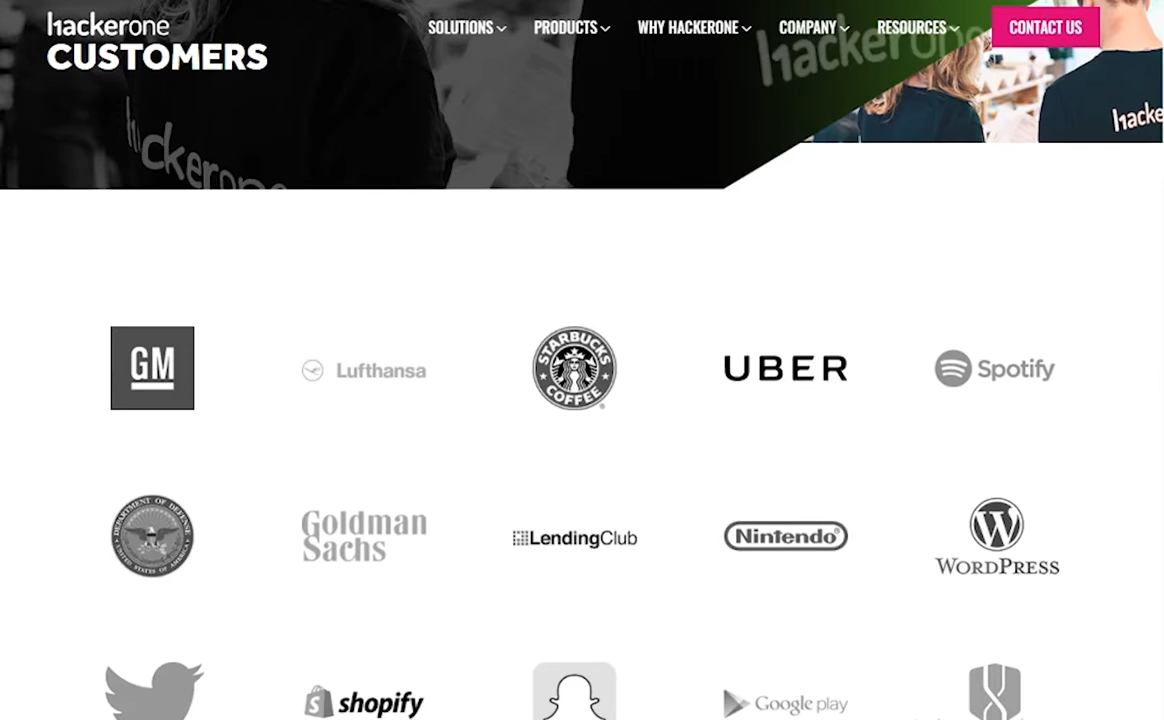 hackerone
CUSTOMERS
SOLUTIONS PRODUCTS WHY HACKERONE COMPANY RESOURCES CONTACT US
hackerone
hackerone
hacke
GM
Lufthansa
STARBUCKS
COFFEE
®
UBER
Spotify
DEPARTMENT OF DEFENSE
UNITED STATES OF AMERICA
Goldman
Sachs
LendingClub
Nintendo®
W
WORDPRESS
S shopify
Google play